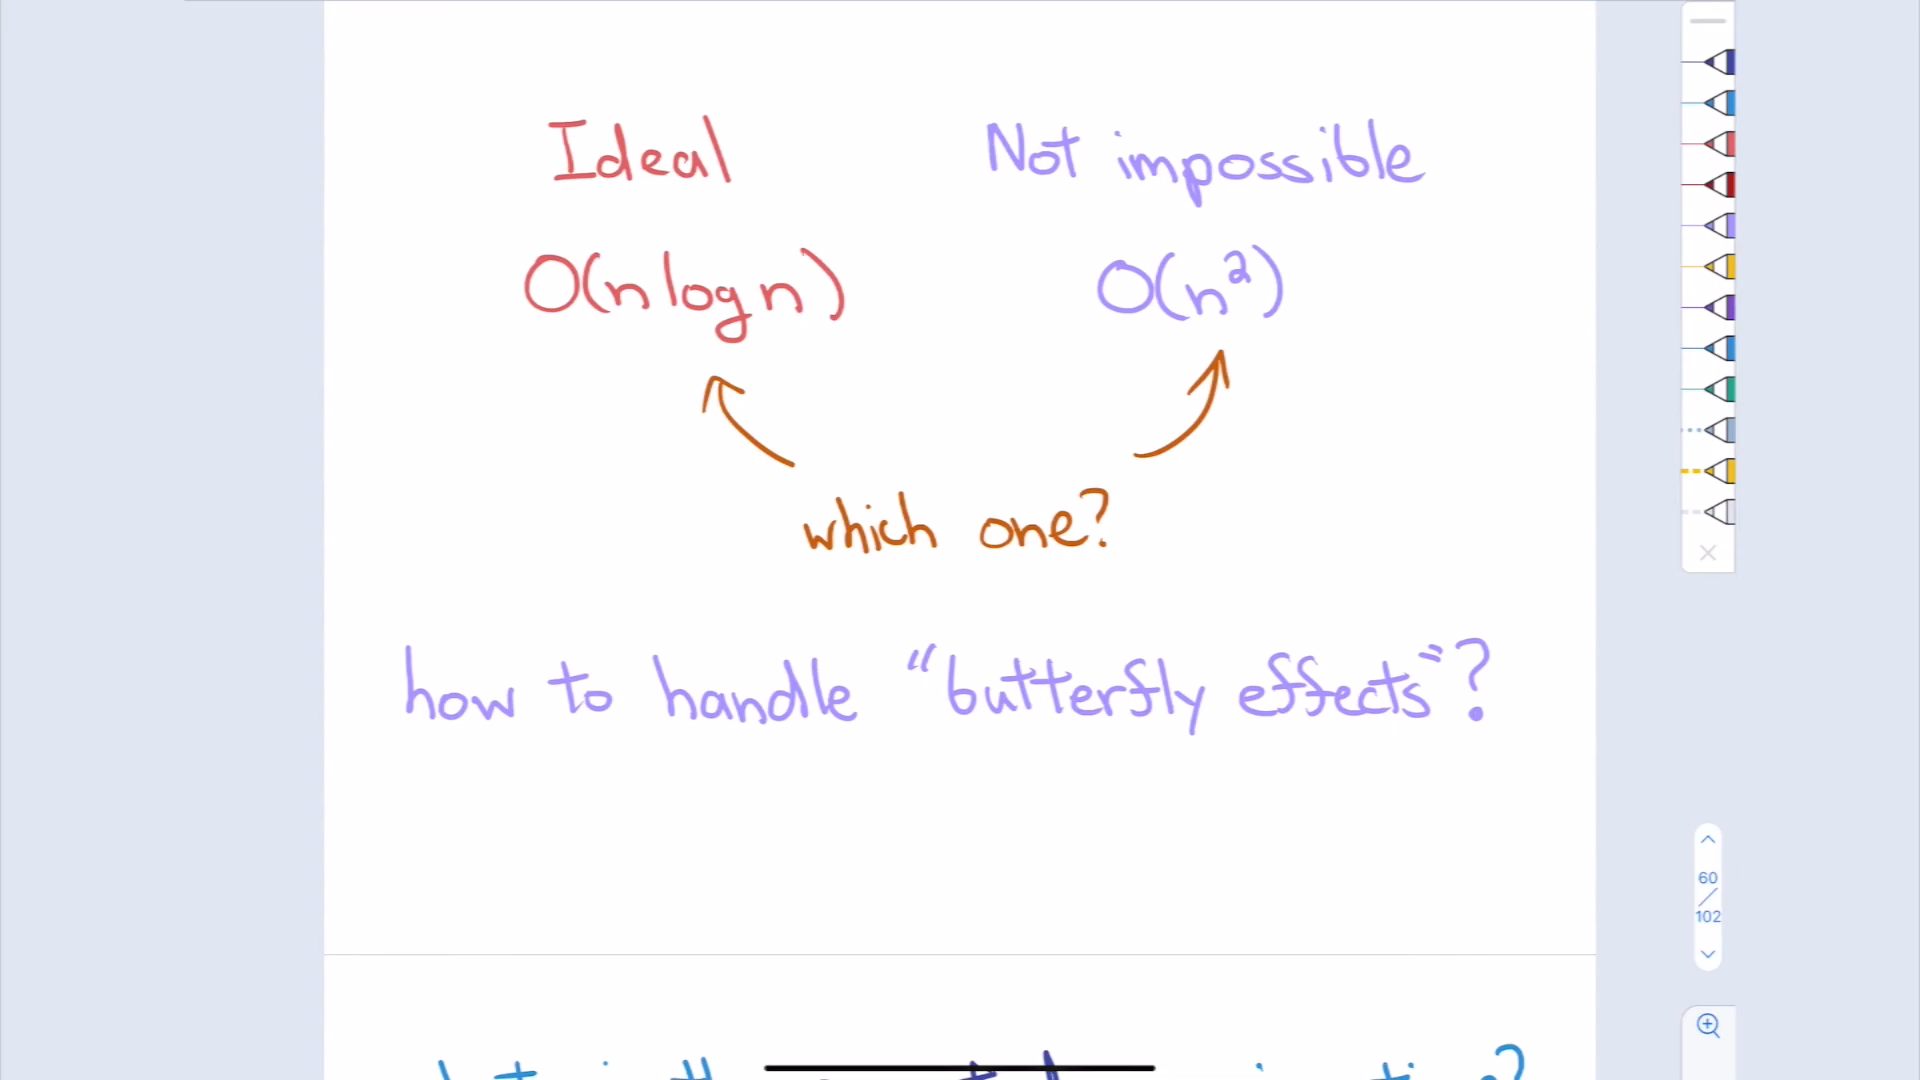 Ideal
Not impossible
O(n log n)
O(n²)
which one?
how to handle "butterfly effects"?
60
102